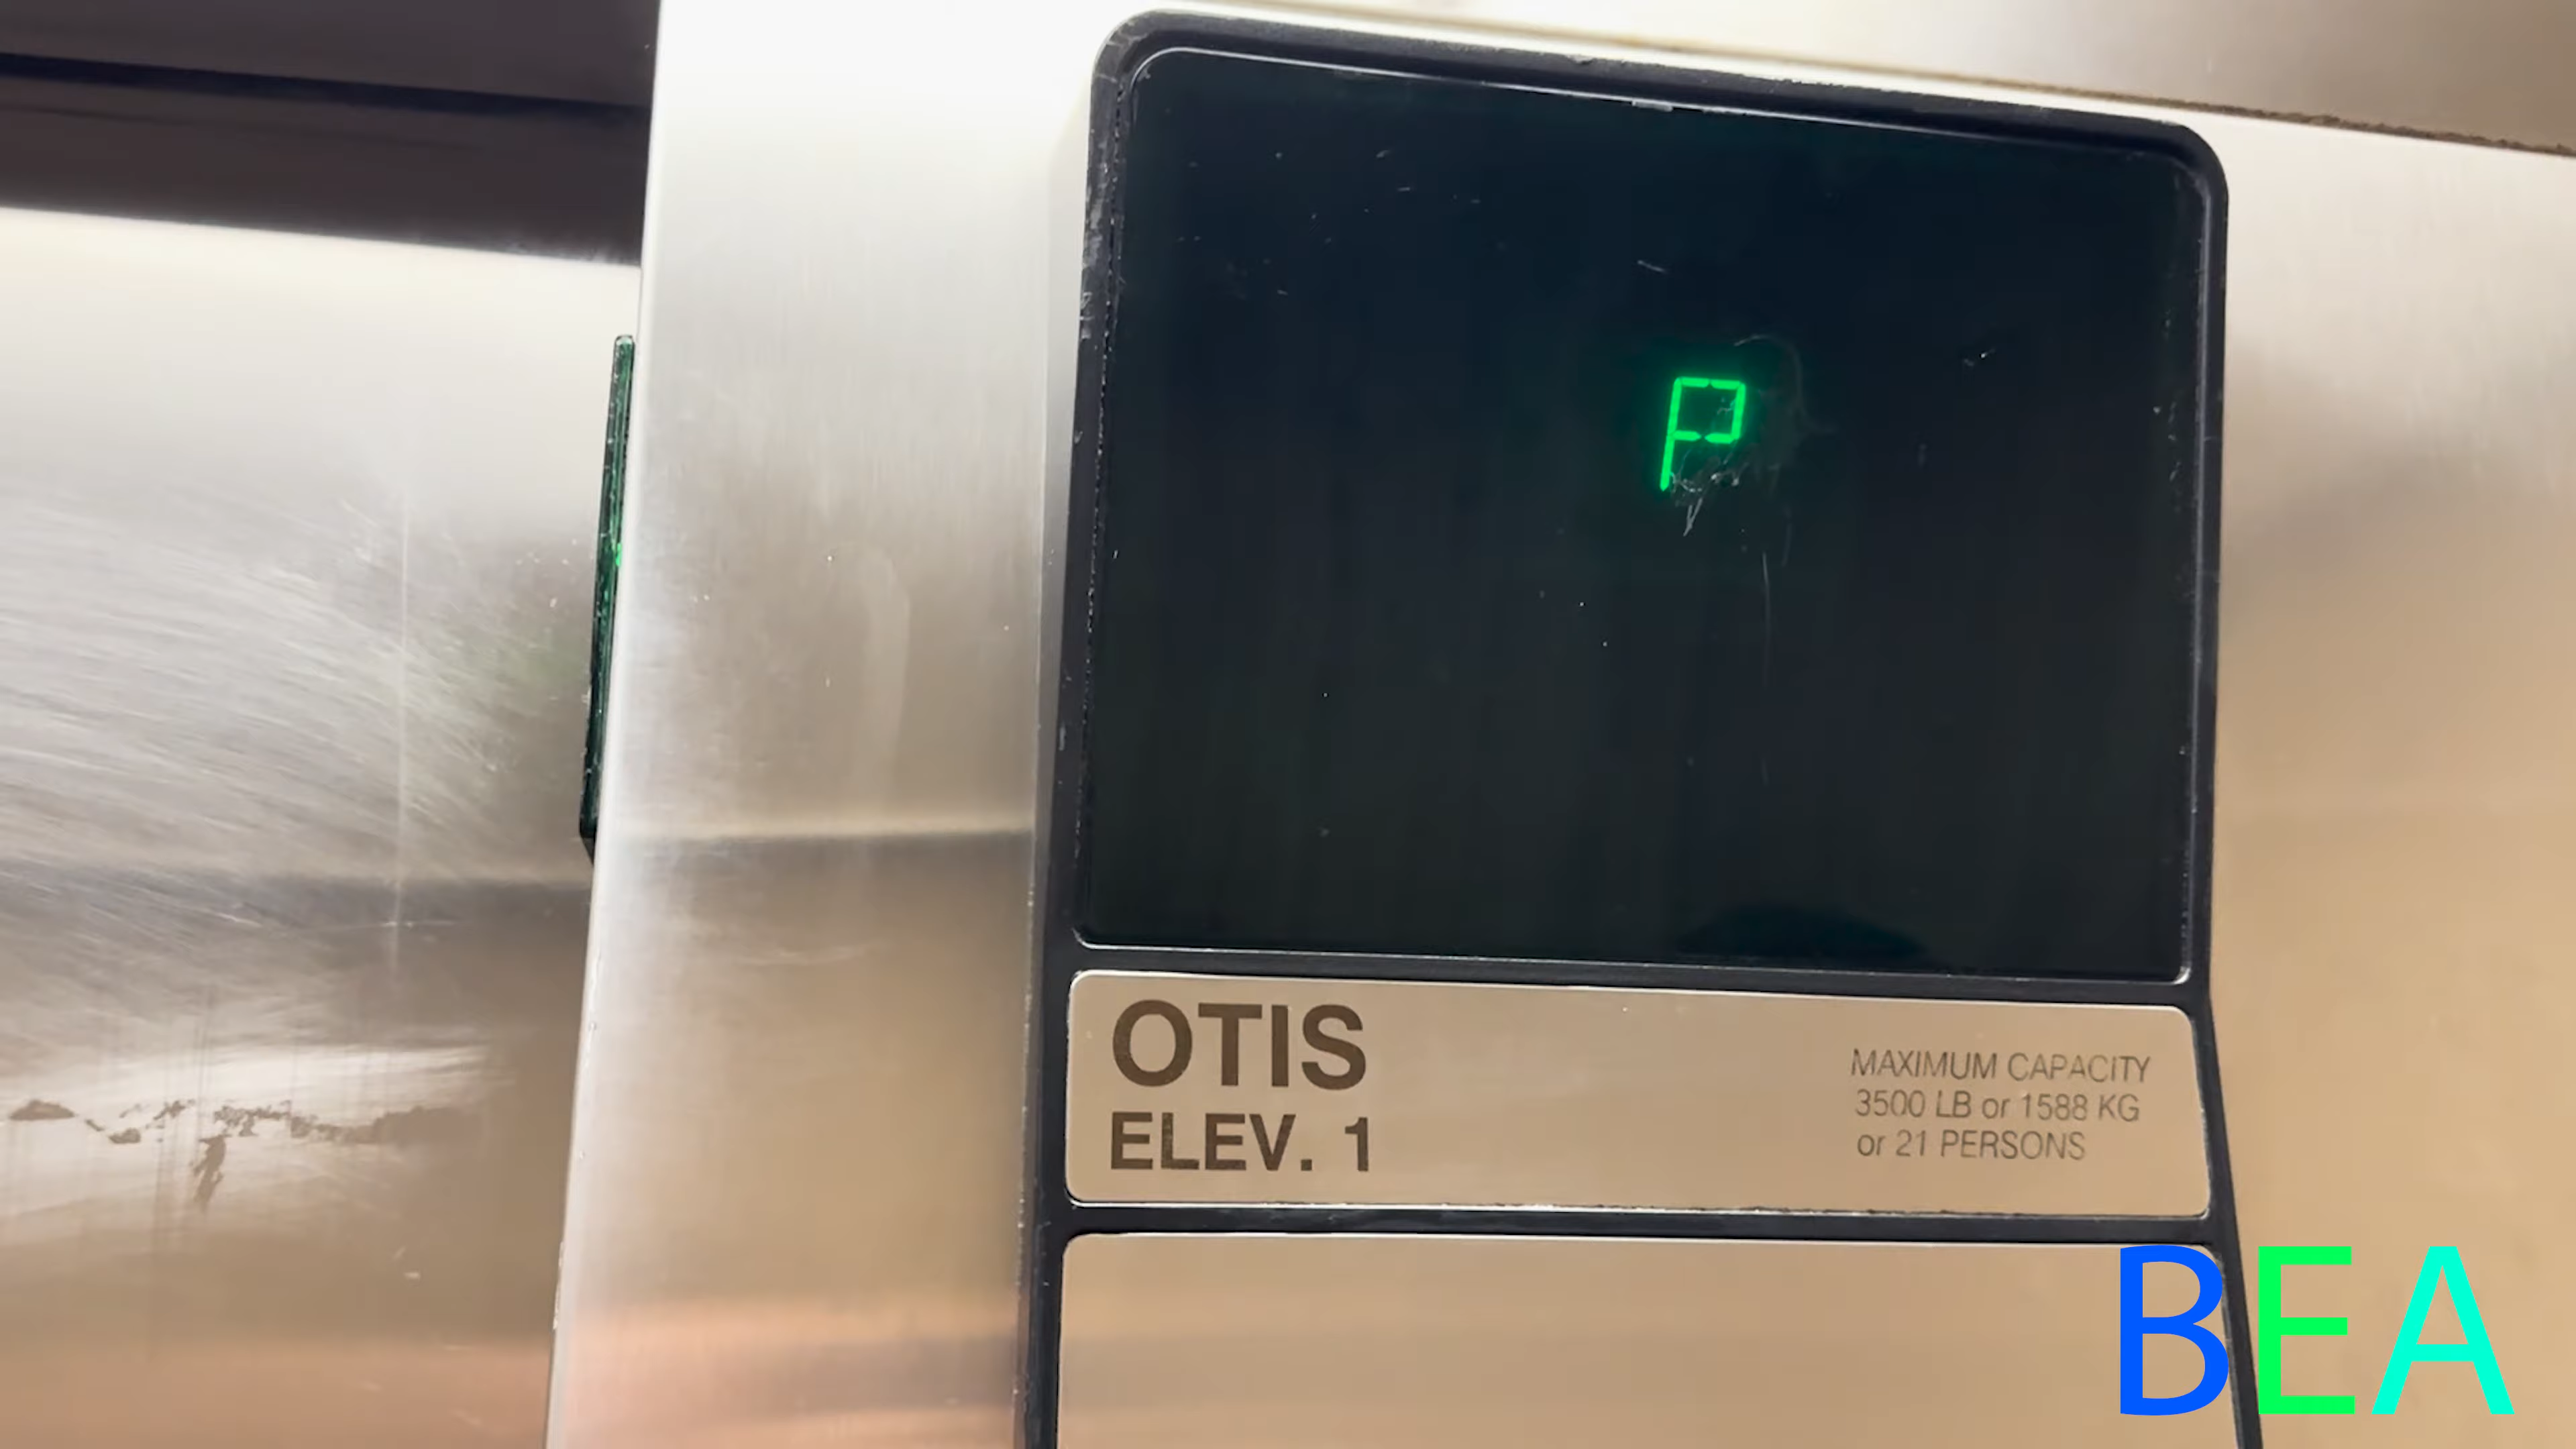 P
OTIS
ELEV. 1
MAXIMUM CAPACITY
3500 LB or 1588 KG
or 21 PERSONS
BEA